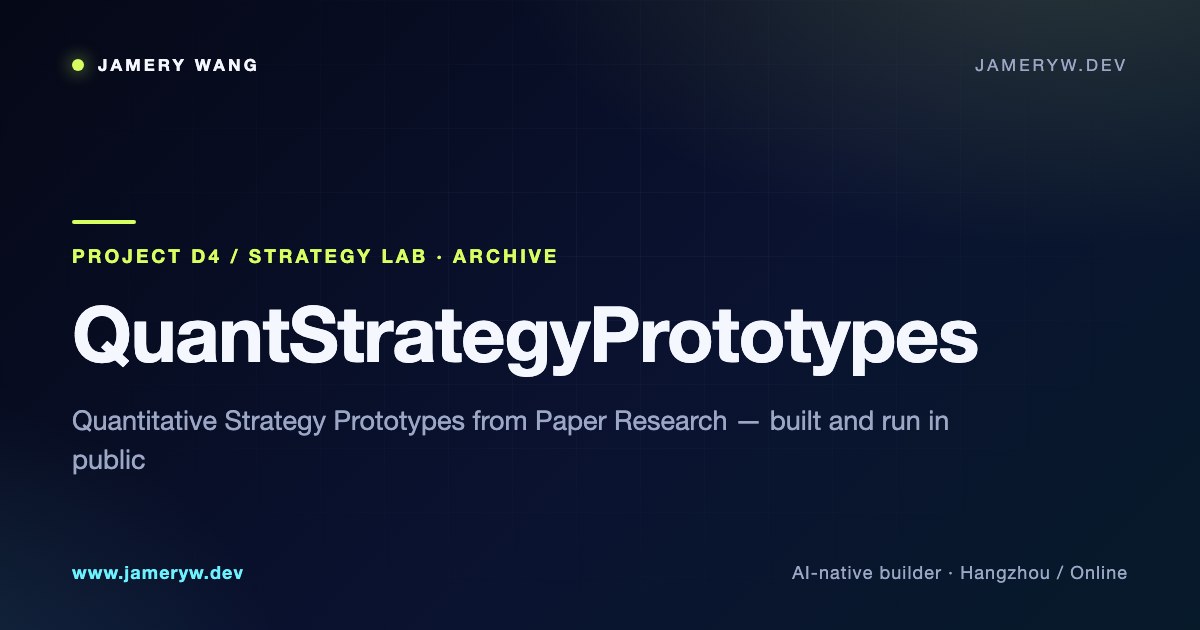 JAMERY WANG
JAMERYW.DEV
PROJECT D4 / STRATEGY LAB · ARCHIVE
QuantStrategyPrototypes
Quantitative Strategy Prototypes from Paper Research — built and run in
public
www.jameryw.dev
AI-native builder · Hangzhou / Online